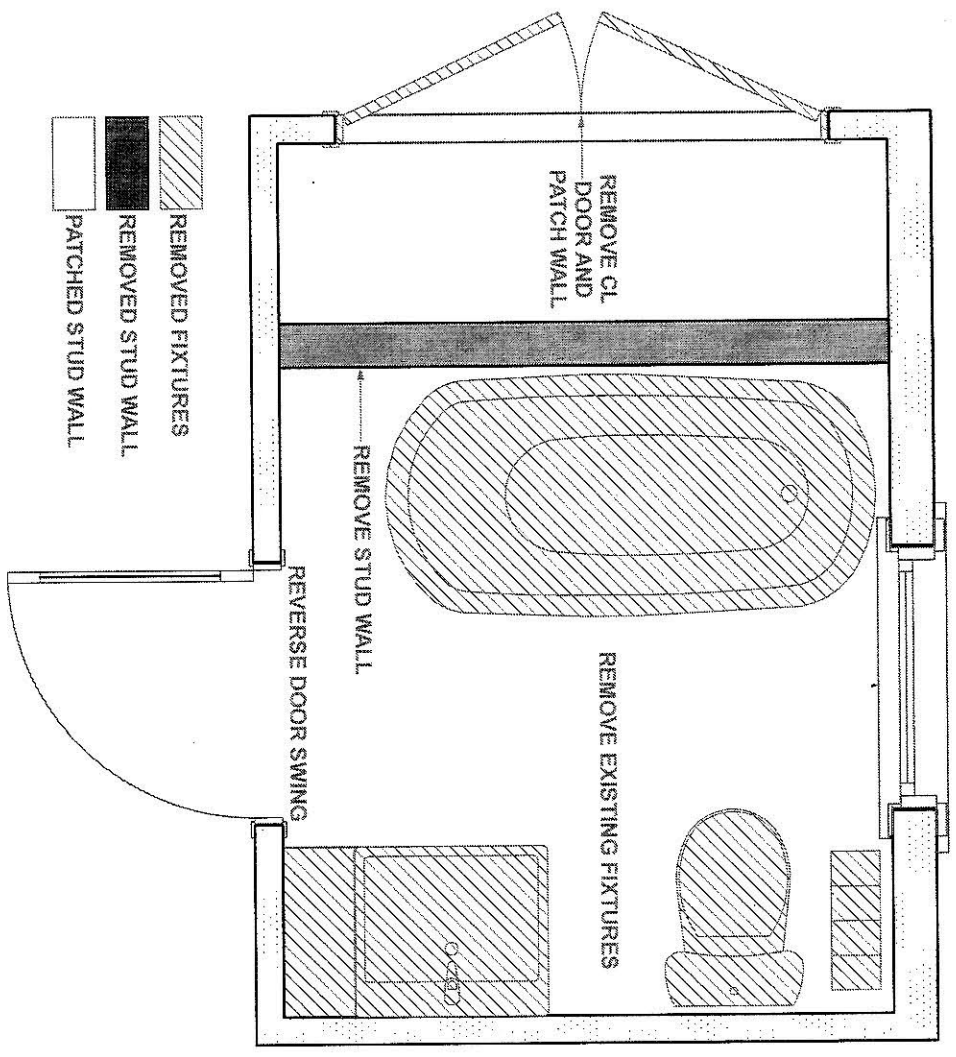 REMOVE CL
DOOR AND
PATCH WALL
REMOVE EXISTING FIXTURES
REMOVE STUD WALL
REVERSE DOOR SWING
REMOVED FIXTURES
REMOVED STUD WALL
PATCHED STUD WALL